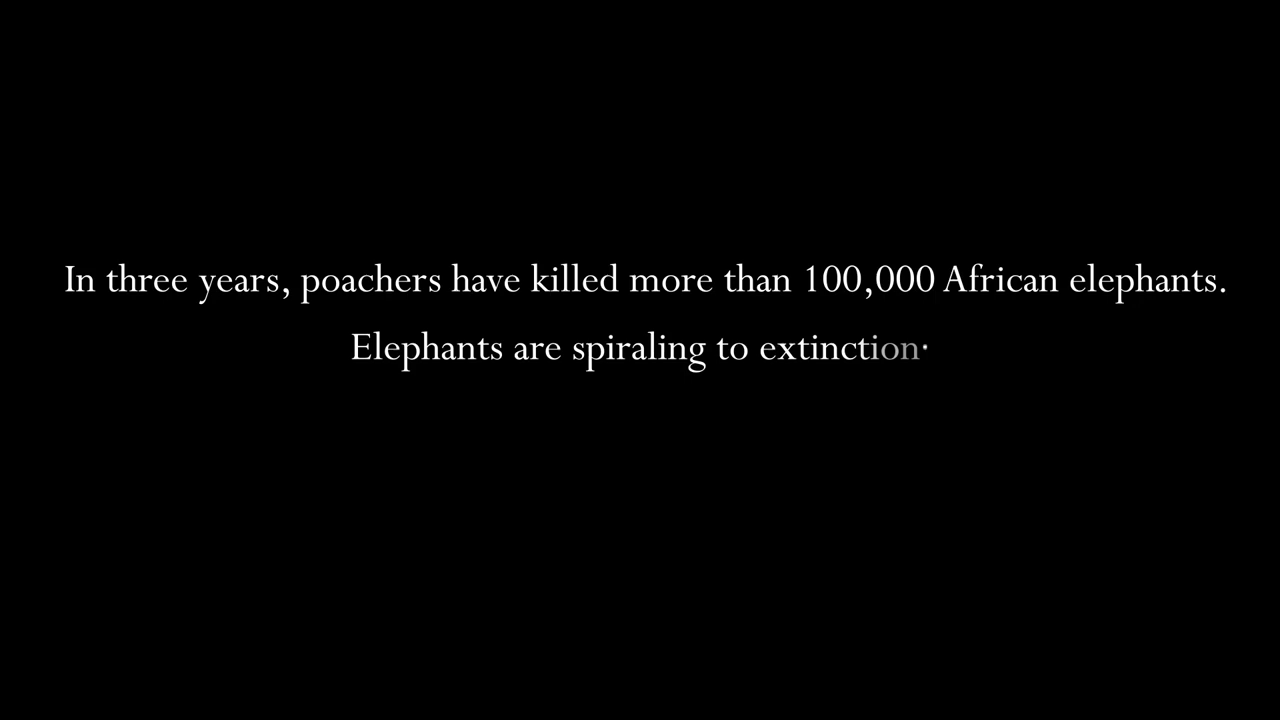 In three years, poachers have killed more than 100,000 African elephants.
Elephants are spiraling to extinction·